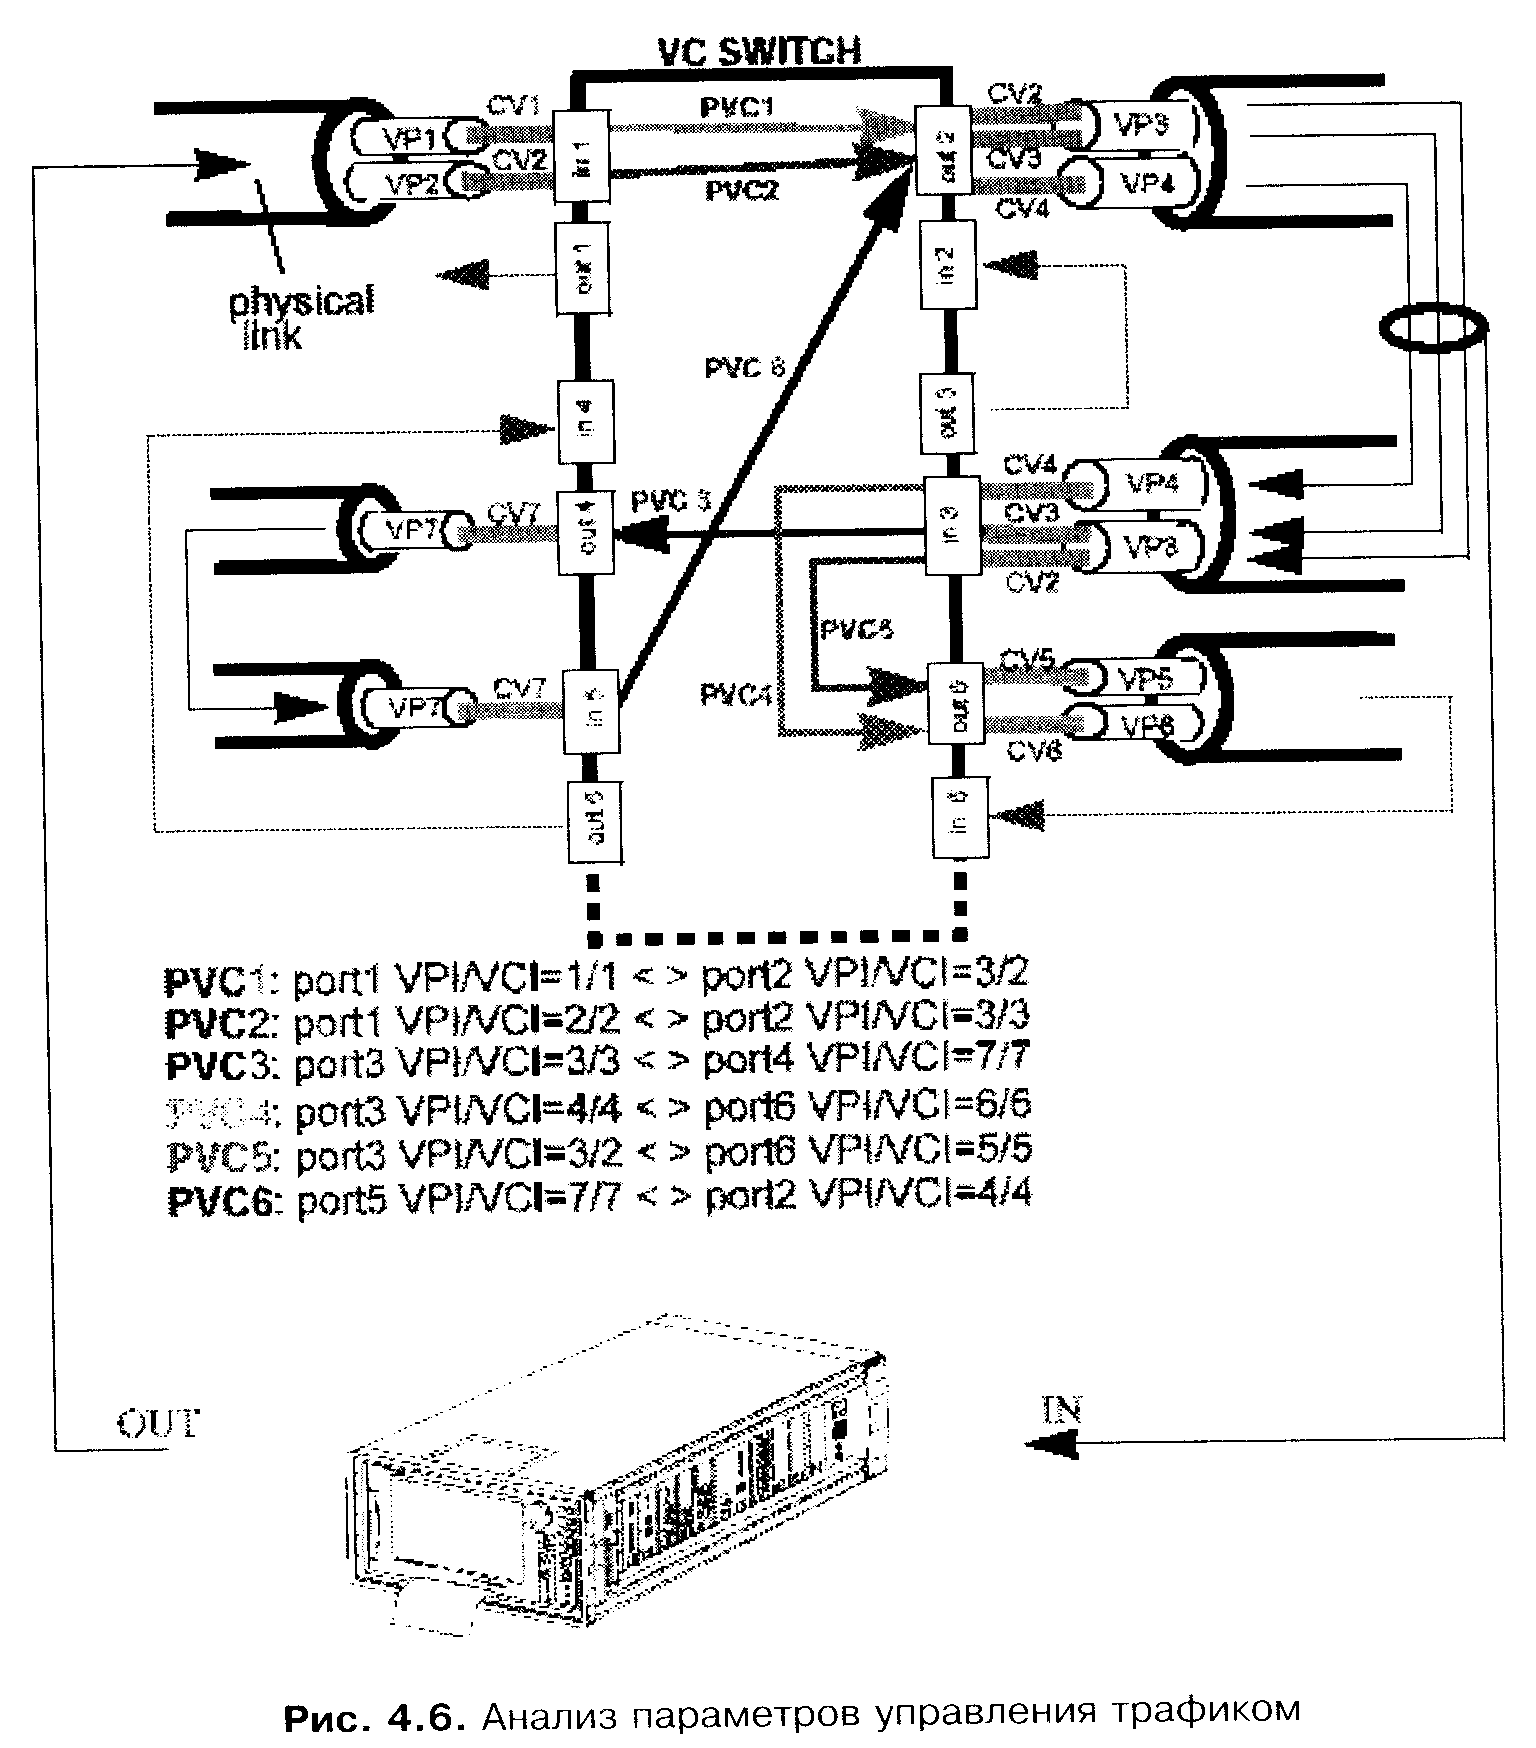 VC SWITCH
CV1
PVC1
CV2
VP1
in 1
out 2
VP3
CV2
CV3
VP2
PVC2
VP4
CV4
out 1
in 2
physical
link
PVC 6
in 4
out 3
CV4
VP4
PVC 3
CV7
out 4
in 3
CV3
VP7
VP3
CV2
PVC5
CV5
VP5
CV7
PVC4
VP7
in 5
out 6
VP6
CV6
out 5
in 6
PVC1: port1 VPI/VCI=1/1 < > port2 VPI/VCI=3/2
PVC2: port1 VPI/VCI=2/2 < > port2 VPI/VCI=3/3
PVC3: port3 VPI/VCI=3/3 < > port4 VPI/VCI=7/7
PVC4: port3 VPI/VCI=4/4 < > port6 VPI/VCI=6/6
PVC5: port3 VPI/VCI=3/2 < > port6 VPI/VCI=5/5
PVC6: port5 VPI/VCI=7/7 < > port2 VPI/VCI=4/4
OUT
IN
Рис. 4.6. Анализ параметров управления трафиком